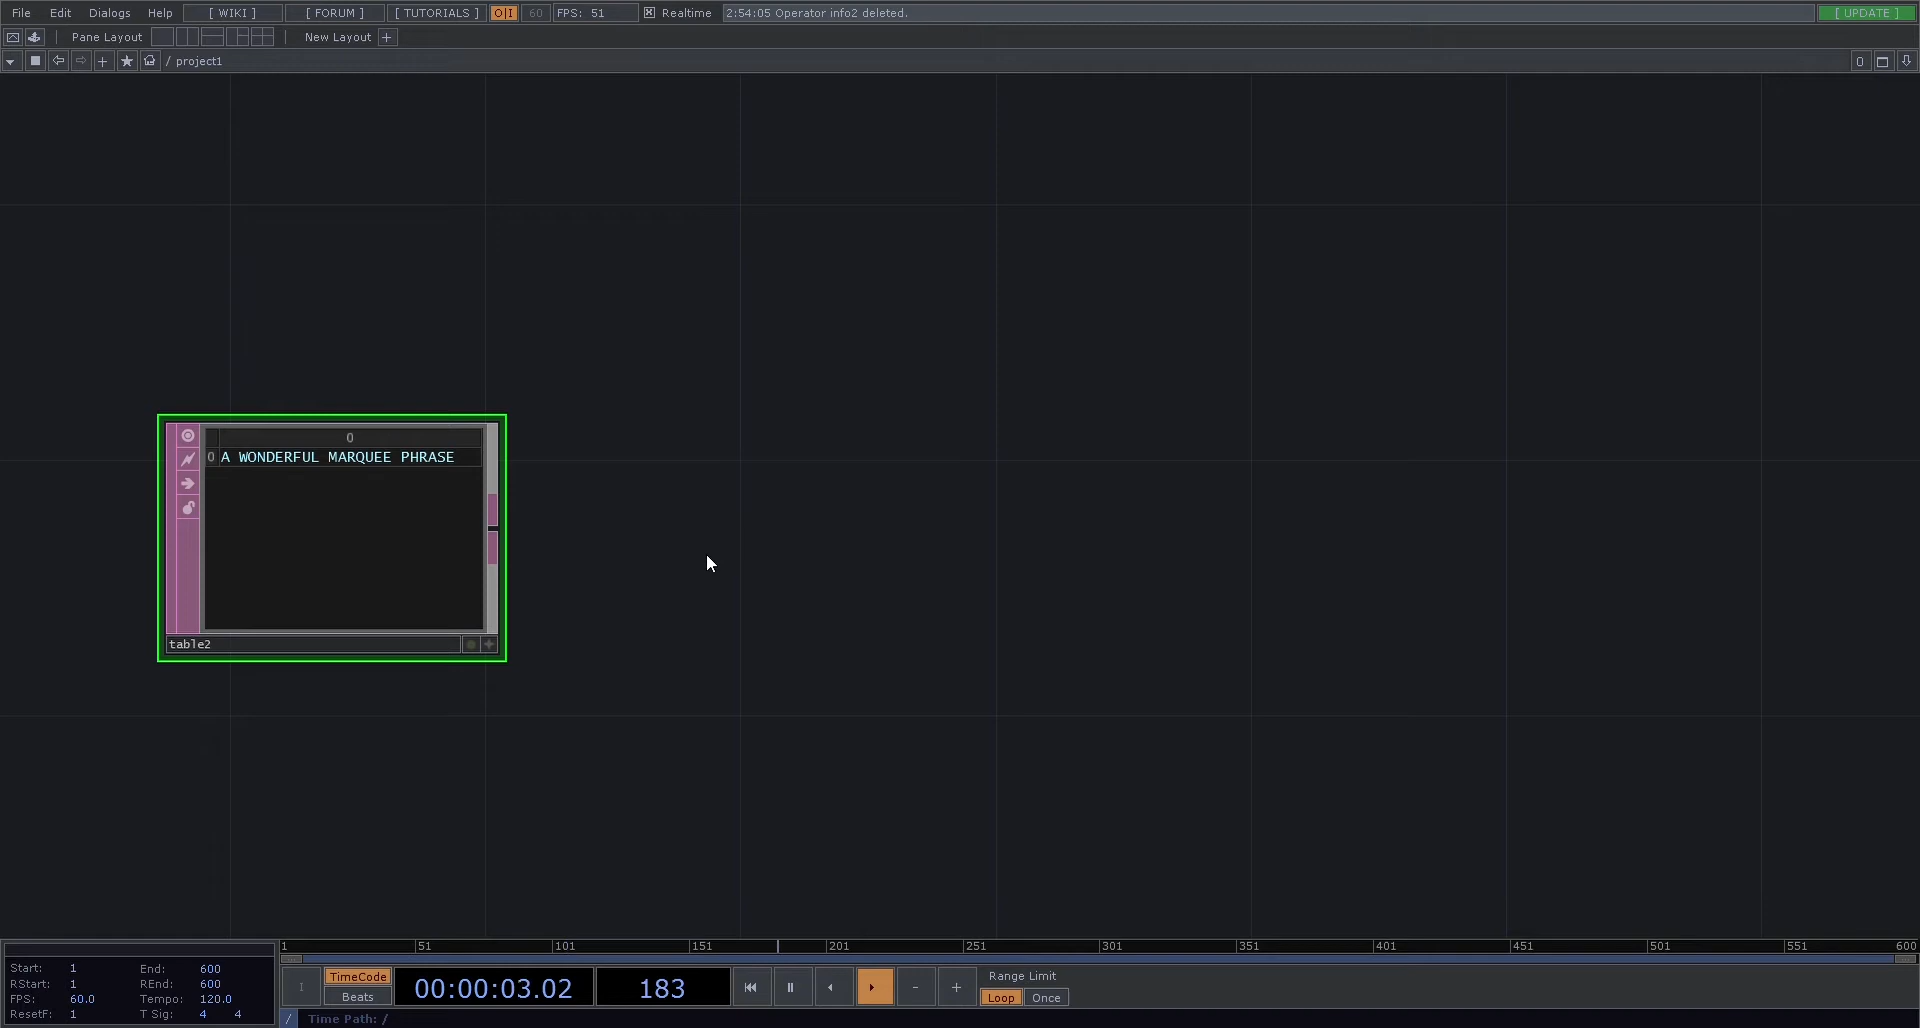 File Edit Dialogs Help [ WIKI ] [ FORUM ] [ TUTORIALS ] O|I 60 FPS: 51 Realtime 2:54:05 Operator info2 deleted. [ UPDATE ]
Pane Layout New Layout +
/ project1 0
0
0 A WONDERFUL MARQUEE PHRASE
table2
1 51 101 151 201 251 301 351 401 451 501 551 600
Start: 1 End: 600
RStart: 1 REnd: 600
FPS: 60.0 Tempo: 120.0
ResetF: 1 T Sig: 4 4
I TimeCode 00:00:03.02 183 - + Range Limit
Beats Loop Once
/ Time Path: /